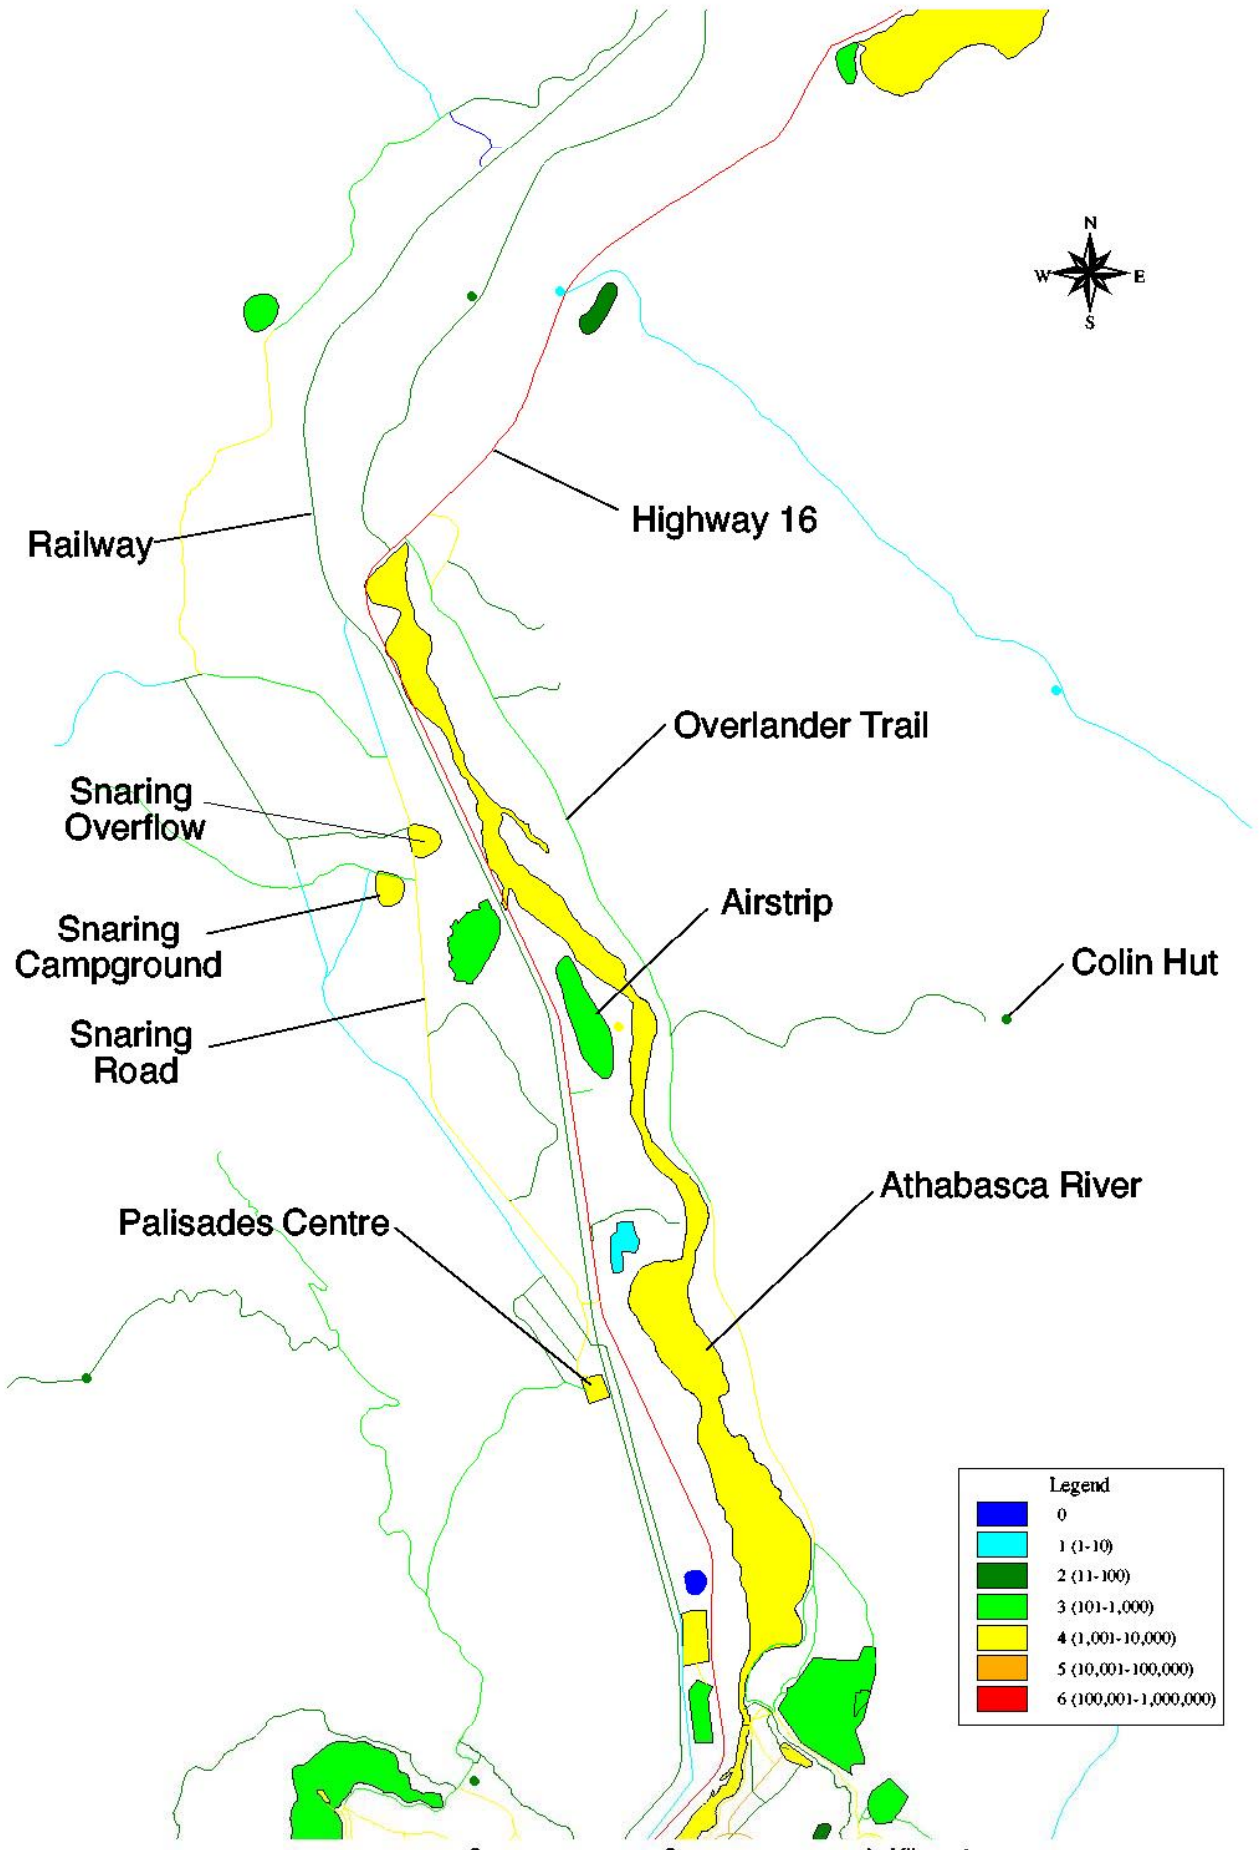 N
W E
S
Highway 16
Railway
Overlander Trail
Snaring
Overflow
Airstrip
Snaring
Campground
Colin Hut
Snaring
Road
Athabasca River
Palisades Centre
Legend
0
1 (1-10)
2 (11-100)
3 (101-1,000)
4 (1,001-10,000)
5 (10,001-100,000)
6 (100,001-1,000,000)